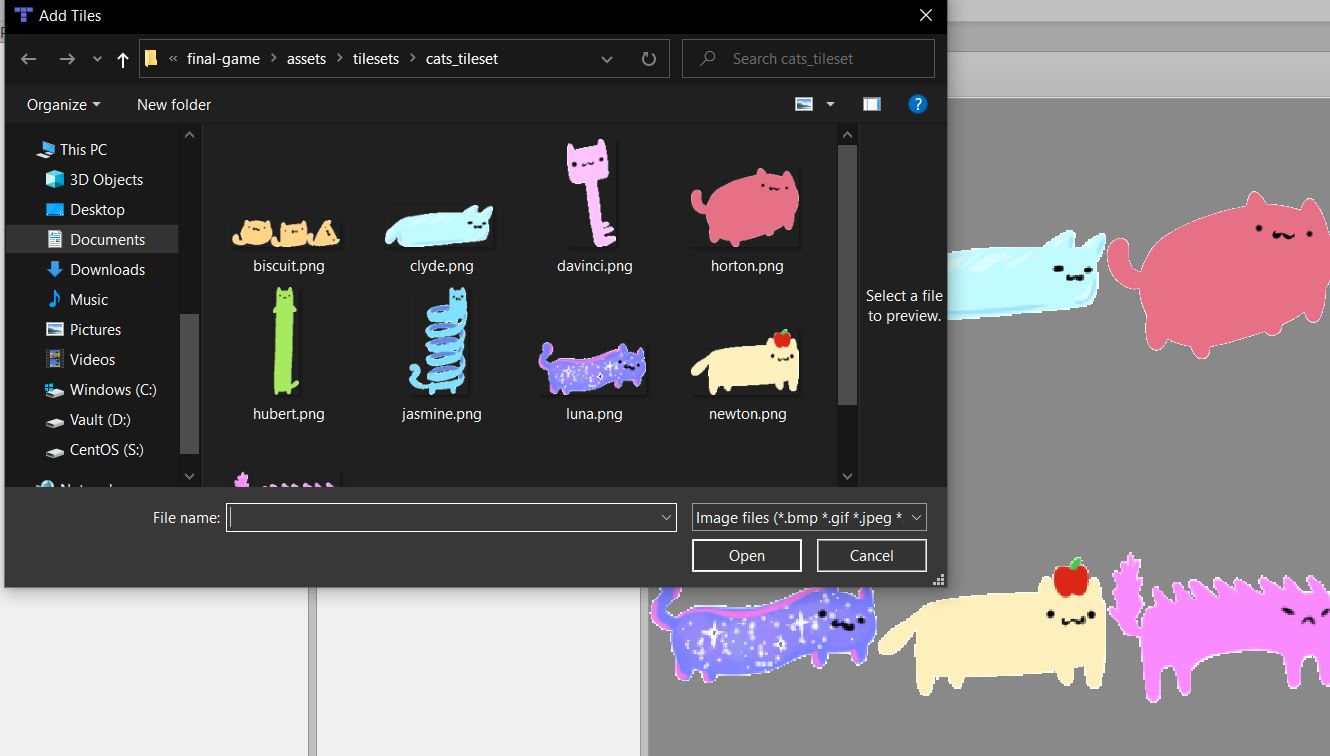 Add Tiles
« final-game > assets > tilesets > cats_tileset
Search cats_tileset
Organize
New folder
?
This PC
3D Objects
Desktop
Documents
Downloads
Music
Pictures
Videos
Windows (C:)
Vault (D:)
CentOS (S:)
biscuit.png
clyde.png
davinci.png
horton.png
hubert.png
jasmine.png
luna.png
newton.png
Select a file
to preview.
File name:
Image files (*.bmp *.gif *.jpeg *.
Open
Cancel